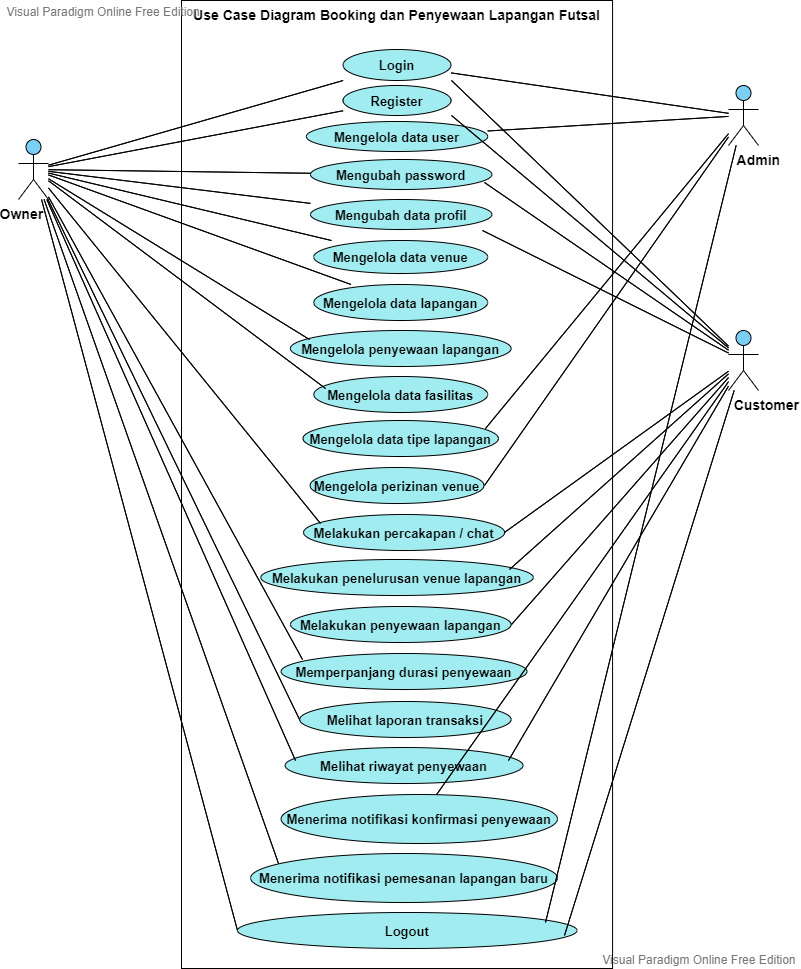 Visual Paradigm Online Free Edition
Use Case Diagram Booking dan Penyewaan Lapangan Futsal
Login
Register
Mengelola data user
Admin
Mengubah password
Owner
Mengubah data profil
Mengelola data venue
Mengelola data lapangan
Mengelola penyewaan lapangan
Mengelola data fasilitas
Customer
Mengelola data tipe lapangan
Mengelola perizinan venue
Melakukan percakapan / chat
Melakukan penelurusan venue lapangan
Melakukan penyewaan lapangan
Memperpanjang durasi penyewaan
Melihat laporan transaksi
Melihat riwayat penyewaan
Menerima notifikasi konfirmasi penyewaan
Menerima notifikasi pemesanan lapangan baru
Logout
Visual Paradigm Online Free Edition